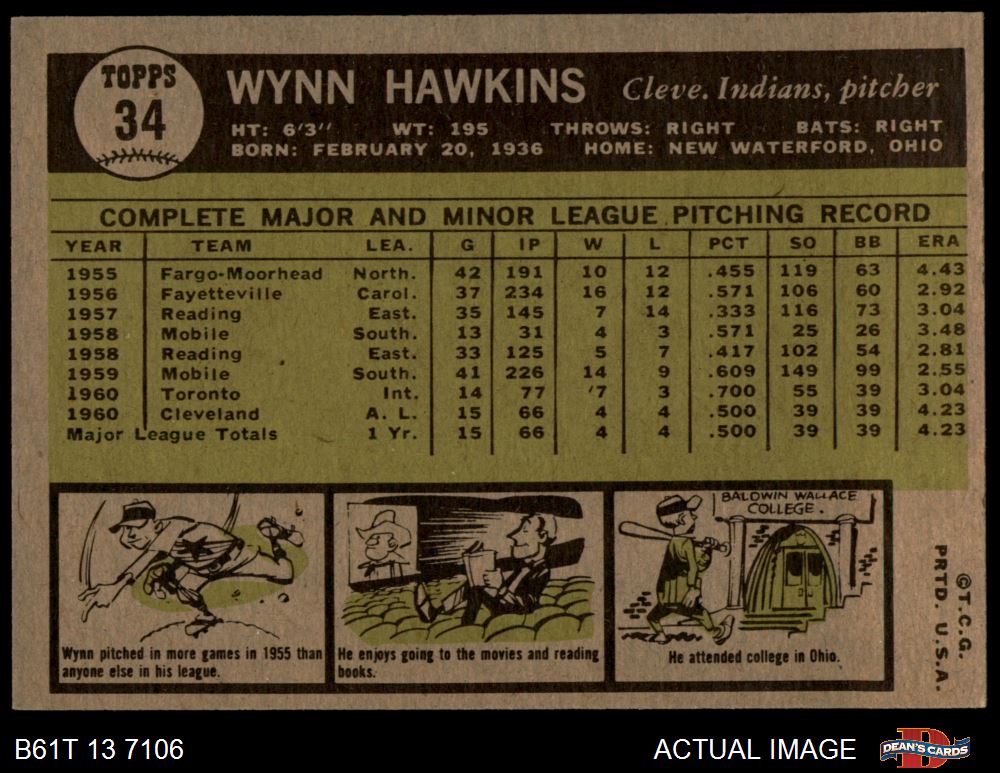 TOPPS
34
WYNN HAWKINS Cleve. Indians, pitcher
HT: 6'3" WT: 195 THROWS: RIGHT BATS: RIGHT
BORN: FEBRUARY 20, 1936 HOME: NEW WATERFORD, OHIO
COMPLETE MAJOR AND MINOR LEAGUE PITCHING RECORD
YEAR TEAM LEA. G IP W L PCT SO BB ERA
1955 Fargo-Moorhead North. 42 191 10 12 .455 119 63 4.43
1956 Fayetteville Carol. 37 234 16 12 .571 106 60 2.92
1957 Reading East. 35 145 7 14 .333 116 73 3.04
1958 Mobile South. 13 31 4 3 .571 25 26 3.48
1958 Reading East. 33 125 5 7 .417 102 54 2.81
1959 Mobile South. 41 226 14 9 .609 149 99 2.55
1960 Toronto Int. 14 77 7 3 .700 55 39 3.04
1960 Cleveland A. L. 15 66 4 4 .500 39 39 4.23
Major League Totals 1 Yr. 15 66 4 4 .500 39 39 4.23
Wynn pitched in more games in 1955 than
anyone else in his league.
He enjoys going to the movies and reading
books.
BALDWIN WALLACE
COLLEGE.
He attended college in Ohio.
©T.C.G.
PRTD. U.S.A.
B61T 13 7106 ACTUAL IMAGE
DEAN'S CARDS